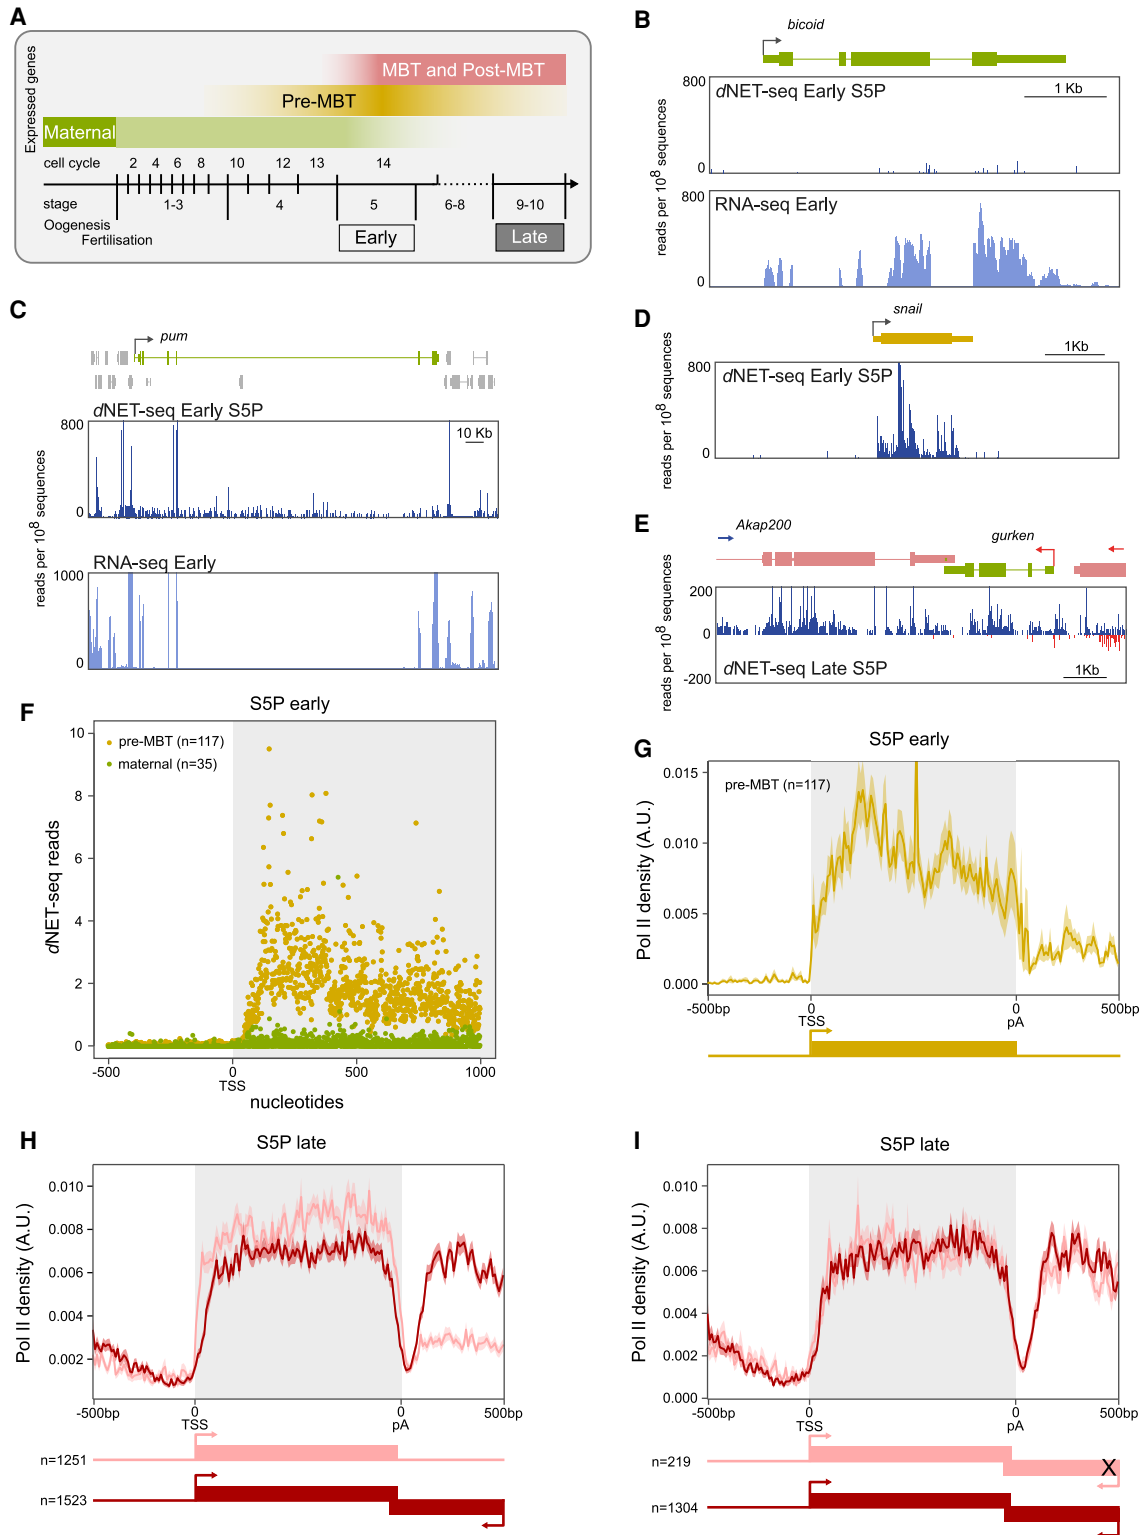 A
Expressed genes
MBT and Post-MBT
Pre-MBT
Maternal
cell cycle 2 4 6 8 10 12 13 14
stage 1-3 4 5 6-8 9-10
Oogenesis
Fertilisation
Early
Late
B
bicoid
reads per 10⁸ sequences
800
dNET-seq Early S5P
1 Kb
0
800
RNA-seq Early
0
C
pum
dNET-seq Early S5P
reads per 10⁸ sequences
800
10 Kb
0
RNA-seq Early
1000
0
D
snail
1Kb
reads per 10⁸ sequences
800
dNET-seq Early S5P
0
E
Akap200
gurken
reads per 10⁸ sequences
200
0
-200
dNET-seq Late S5P
1Kb
F
S5P early
pre-MBT (n=117)
maternal (n=35)
dNET-seq reads
10
8
6
4
2
0
-500 0 500 1000
TSS
nucleotides
G
S5P early
pre-MBT (n=117)
Pol II density (A.U.)
0.015
0.010
0.005
0.000
-500 0 0 500bp
TSS pA
H
S5P late
Pol II density (A.U.)
0.010
0.008
0.006
0.004
0.002
-500bp 0 0 500bp
TSS pA
n=1251
n=1523
I
S5P late
Pol II density (A.U.)
0.010
0.008
0.006
0.004
0.002
0.000
-500bp 0 0 500bp
TSS pA
n=219
X
n=1304